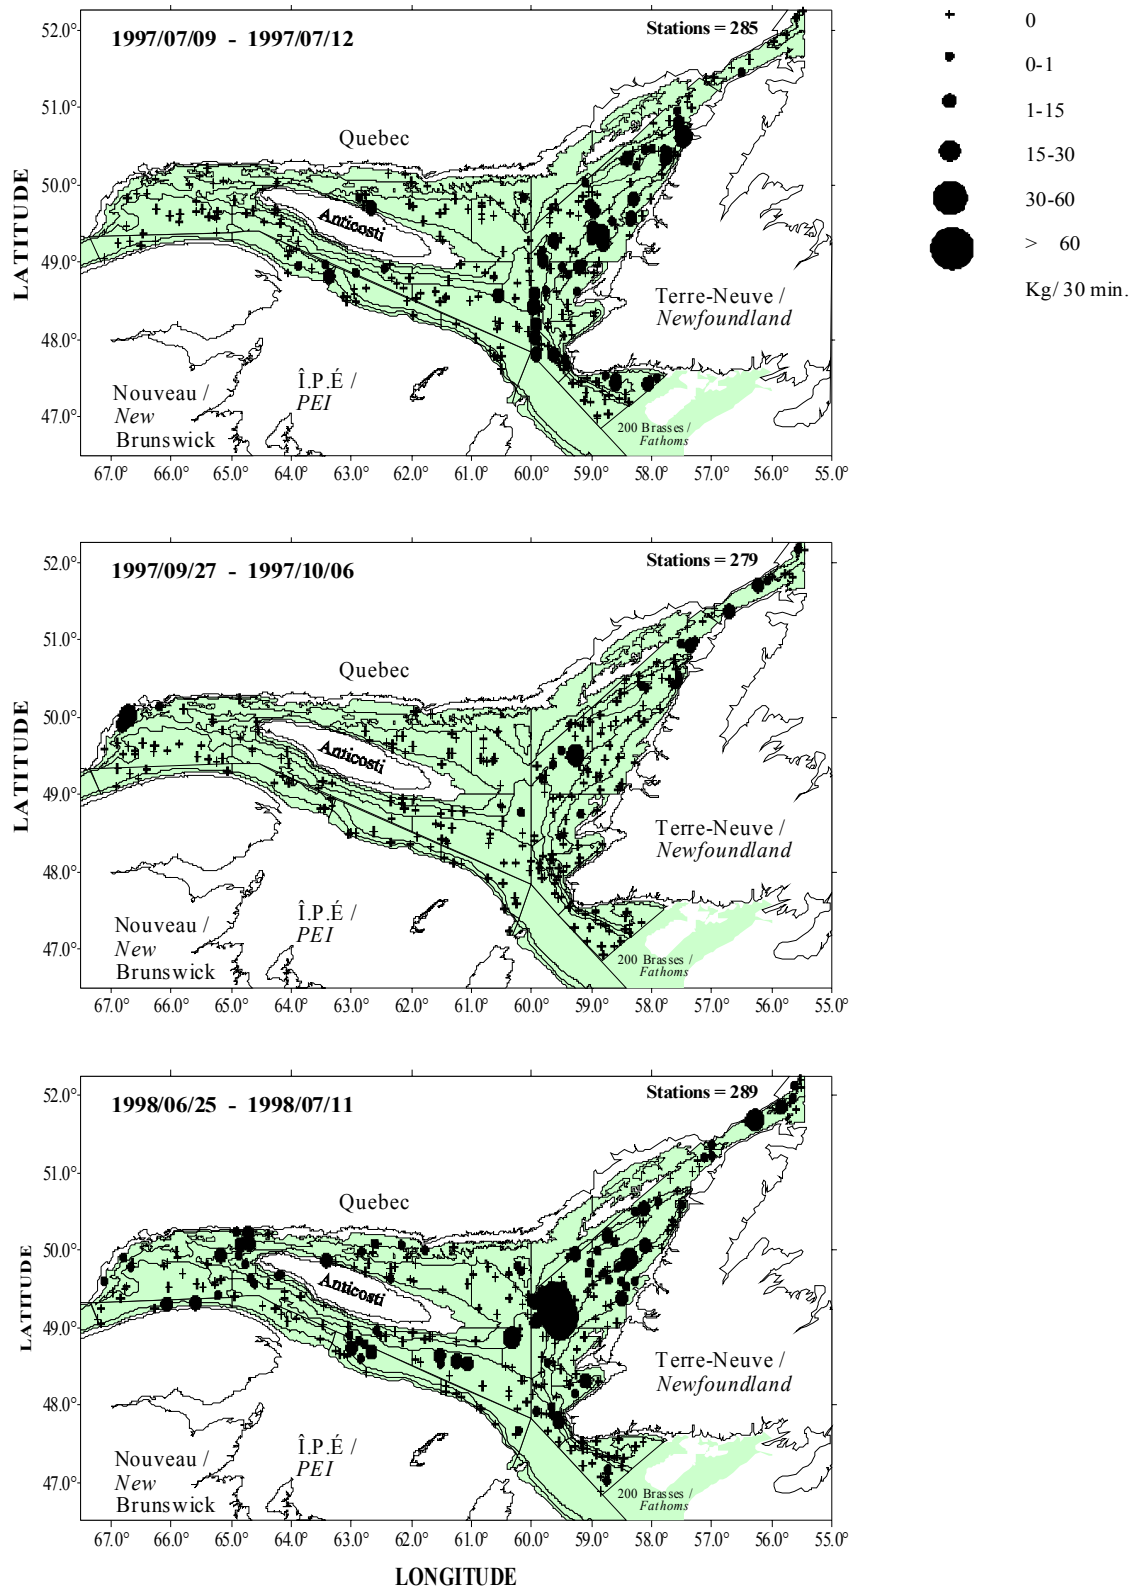 52.0°
1997/07/09 - 1997/07/12
Stations = 285
51.0°
Quebec
50.0°
Anticosti
49.0°
Terre-Neuve /
Newfoundland
48.0°
Nouveau /
New
Brunswick
Î.P.É /
PEI
47.0°
200 Brasses /
Fathoms
LATITUDE
67.0° 66.0° 65.0° 64.0° 63.0° 62.0° 61.0° 60.0° 59.0° 58.0° 57.0° 56.0° 55.0°
0
0-1
1-15
15-30
30-60
> 60
Kg/ 30 min.
52.0°
1997/09/27 - 1997/10/06
Stations = 279
51.0°
Quebec
50.0°
Anticosti
49.0°
Terre-Neuve /
Newfoundland
48.0°
Nouveau /
New
Brunswick
Î.P.É /
PEI
47.0°
200 Brasses /
Fathoms
LATITUDE
67.0° 66.0° 65.0° 64.0° 63.0° 62.0° 61.0° 60.0° 59.0° 58.0° 57.0° 56.0° 55.0°
52.0°
1998/06/25 - 1998/07/11
Stations = 289
51.0°
Quebec
50.0°
Anticosti
49.0°
Terre-Neuve /
Newfoundland
48.0°
Nouveau /
New
Brunswick
Î.P.É /
PEI
47.0°
200 Brasses /
Fathoms
LATITUDE
67.0° 66.0° 65.0° 64.0° 63.0° 62.0° 61.0° 60.0° 59.0° 58.0° 57.0° 56.0° 55.0°
LONGITUDE